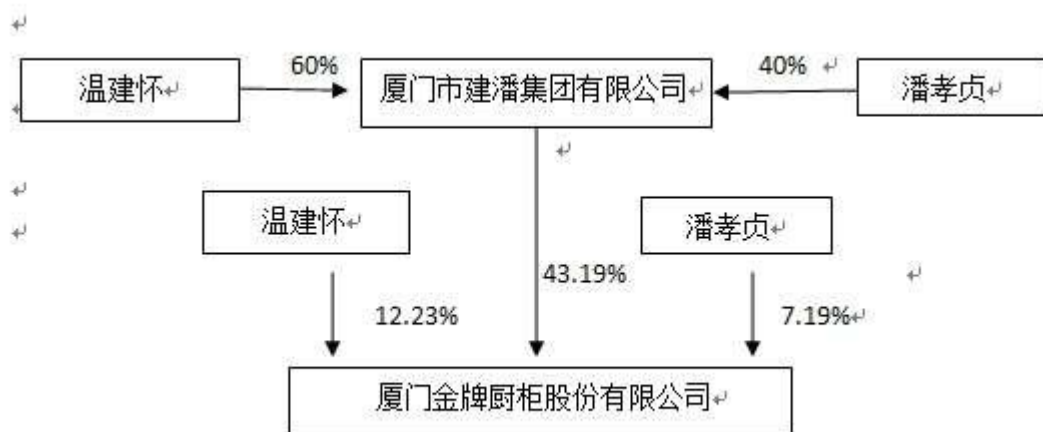 60%
40%
温建怀
厦门市建潘集团有限公司
潘孝贞
温建怀
潘孝贞
43.19%
12.23%
7.19%
厦门金牌厨柜股份有限公司